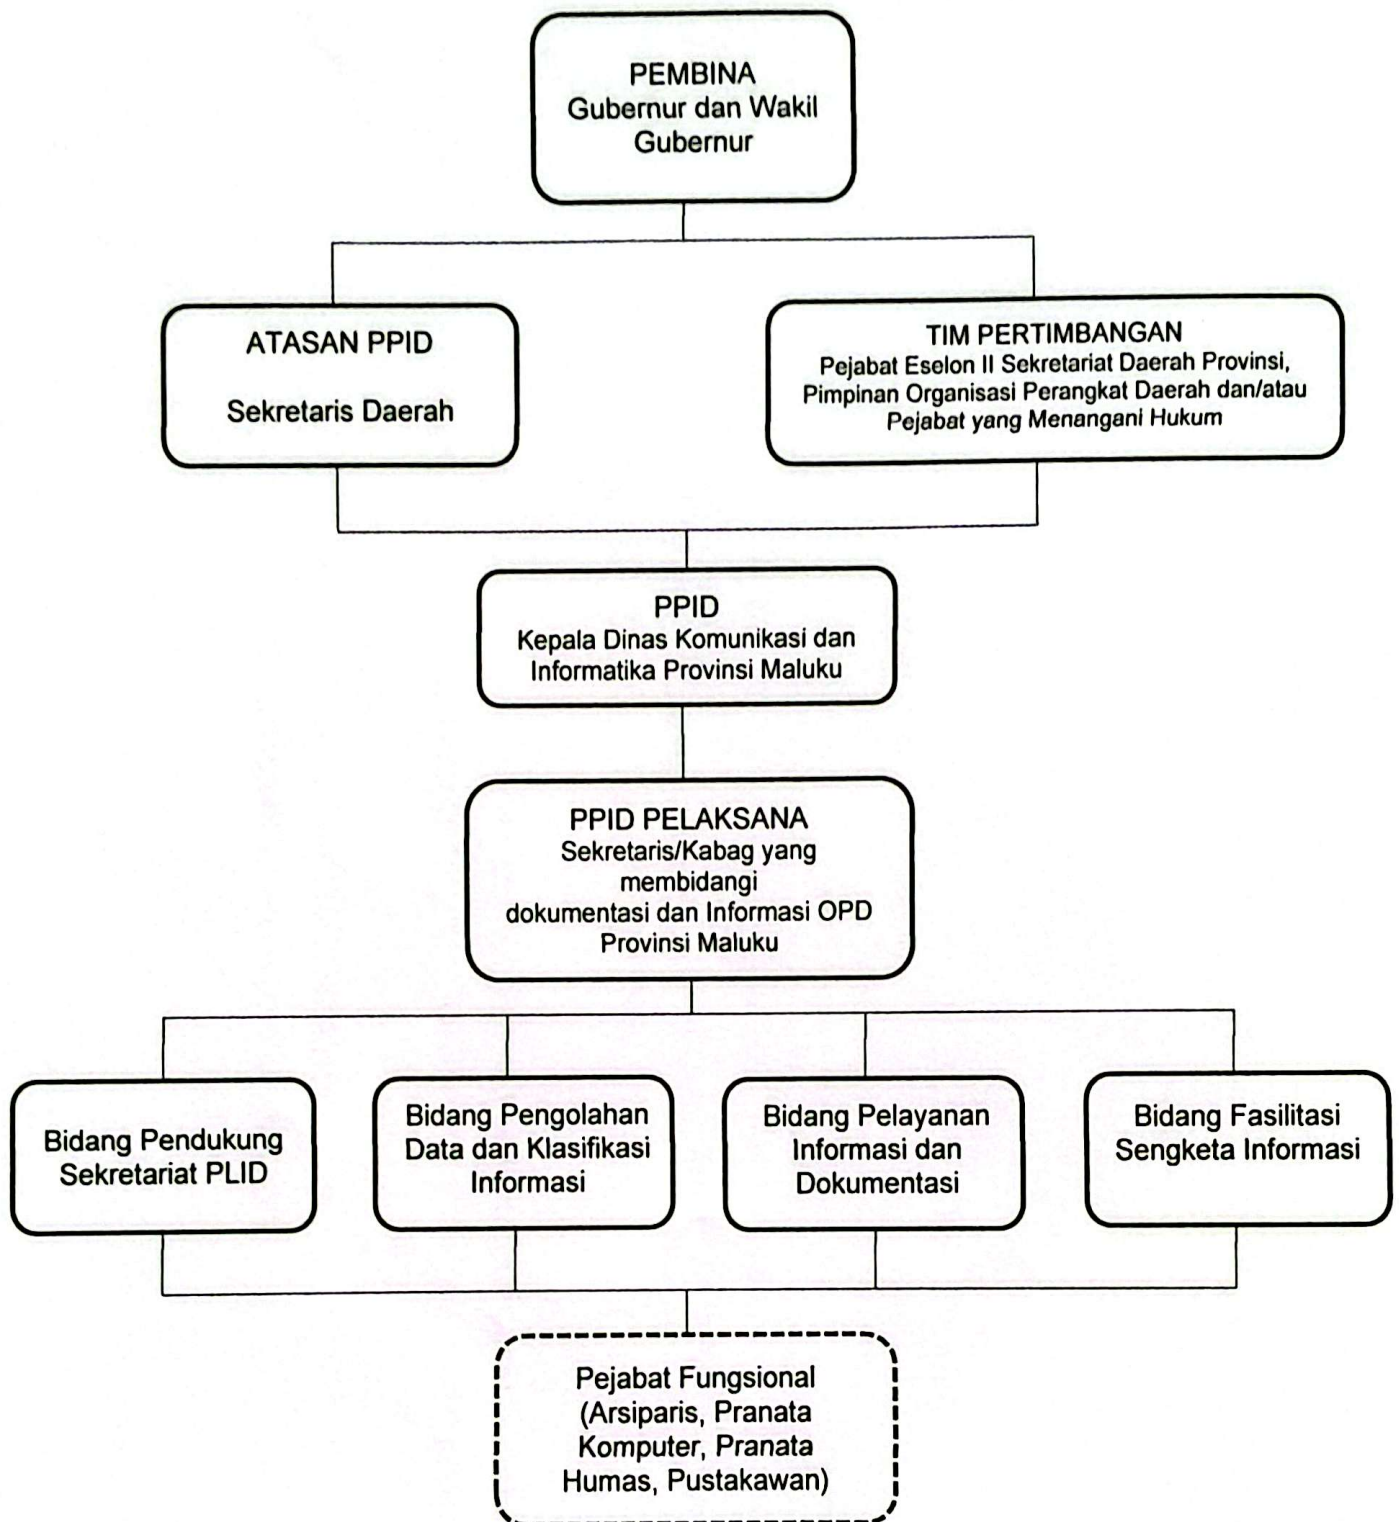 PEMBINA
Gubernur dan Wakil
Gubernur
ATASAN PPID
Sekretaris Daerah
TIM PERTIMBANGAN
Pejabat Eselon II Sekretariat Daerah Provinsi,
Pimpinan Organisasi Perangkat Daerah dan/atau
Pejabat yang Menangani Hukum
PPID
Kepala Dinas Komunikasi dan
Informatika Provinsi Maluku
PPID PELAKSANA
Sekretaris/Kabag yang
membidangi
dokumentasi dan Informasi OPD
Provinsi Maluku
Bidang Pendukung
Sekretariat PLID
Bidang Pengolahan
Data dan Klasifikasi
Informasi
Bidang Pelayanan
Informasi dan
Dokumentasi
Bidang Fasilitasi
Sengketa Informasi
Pejabat Fungsional
(Arsiparis, Pranata
Komputer, Pranata
Humas, Pustakawan)